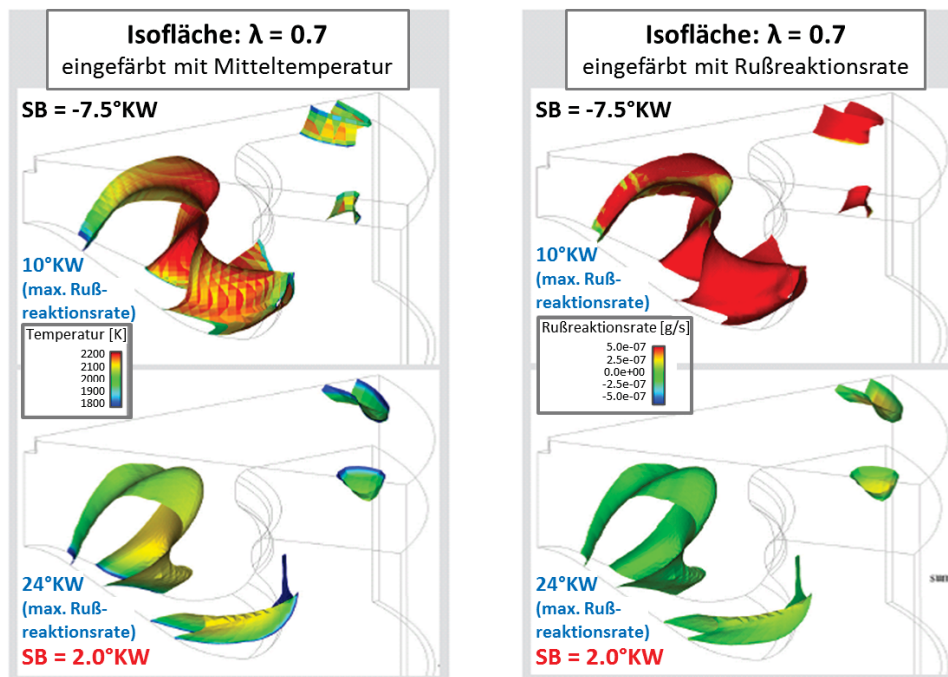 Isofläche: λ = 0.7
eingefärbt mit Mitteltemperatur
SB = -7.5°KW
10°KW
(max. Ruß-
reaktionsrate)
Temperatur [K]
2200
2100
2000
1900
1800
24°KW
(max. Ruß-
reaktionsrate)
SB = 2.0°KW
Isofläche: λ = 0.7
eingefärbt mit Rußreaktionsrate
SB = -7.5°KW
10°KW
(max. Ruß-
reaktionsrate)
Rußreaktionsrate [g/s]
5.0e-07
2.5e-07
0.0e+00
-2.5e-07
-5.0e-07
24°KW
(max. Ruß-
reaktionsrate)
SB = 2.0°KW